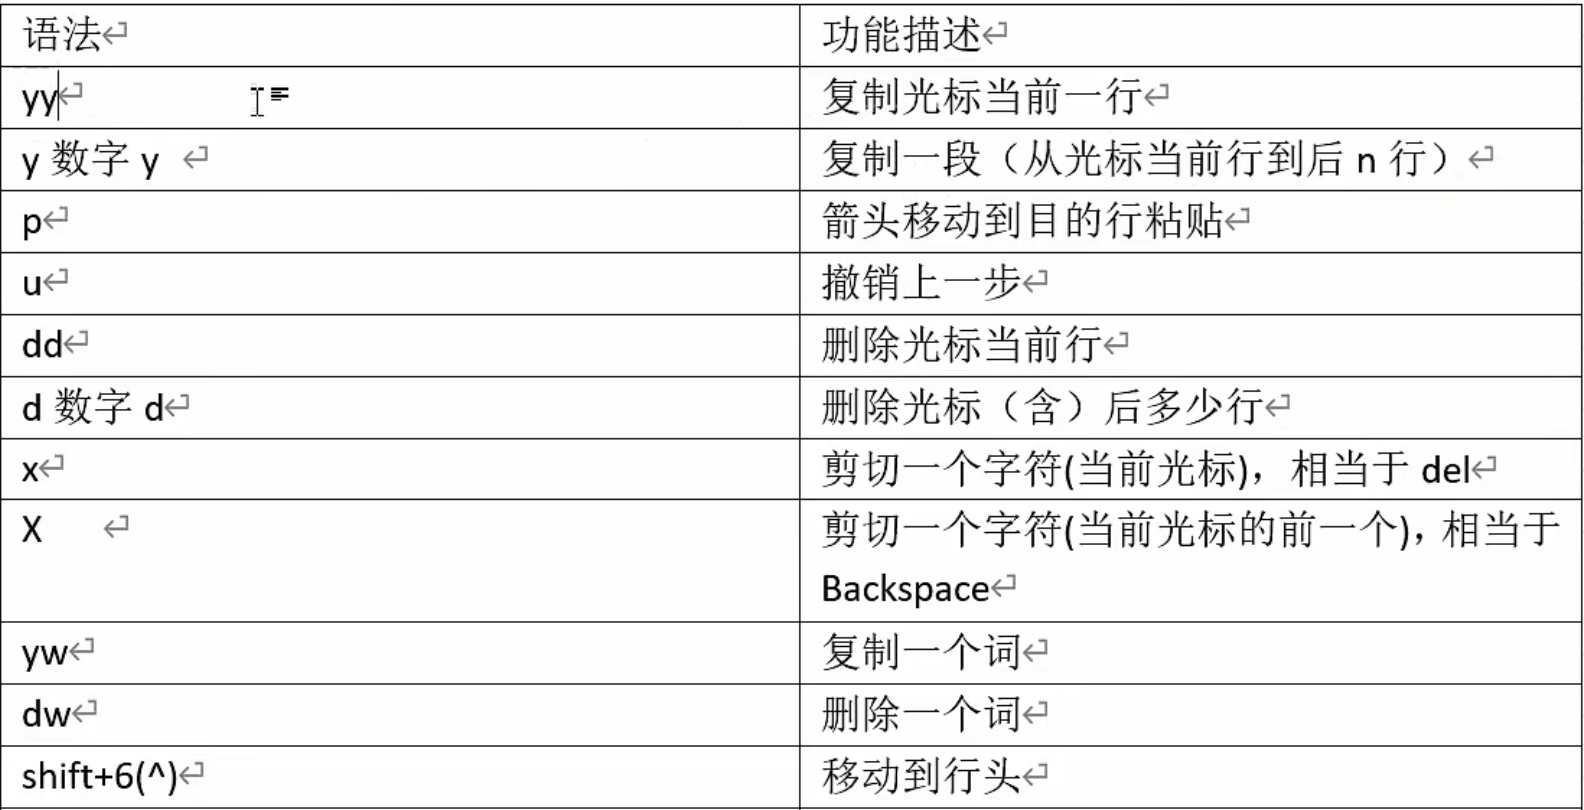 语法 功能描述
yy 复制光标当前一行
y 数字 y 复制一段（从光标当前行到后 n 行）
p 箭头移动到目的行粘贴
u 撤销上一步
dd 删除光标当前行
d 数字 d 删除光标（含）后多少行
x 剪切一个字符(当前光标)，相当于 del
X 剪切一个字符(当前光标的前一个)，相当于
Backspace
yw 复制一个词
dw 删除一个词
shift+6(^) 移动到行头